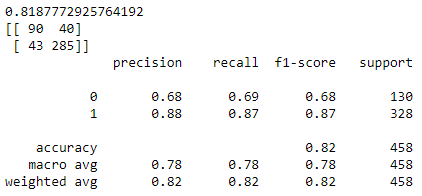 0.8187772925764192
[[ 90  40]
 [ 43 285]]
              precision    recall  f1-score   support

           0       0.68      0.69      0.68       130
           1       0.88      0.87      0.87       328

    accuracy                           0.82       458
   macro avg       0.78      0.78      0.78       458
weighted avg       0.82      0.82      0.82       458